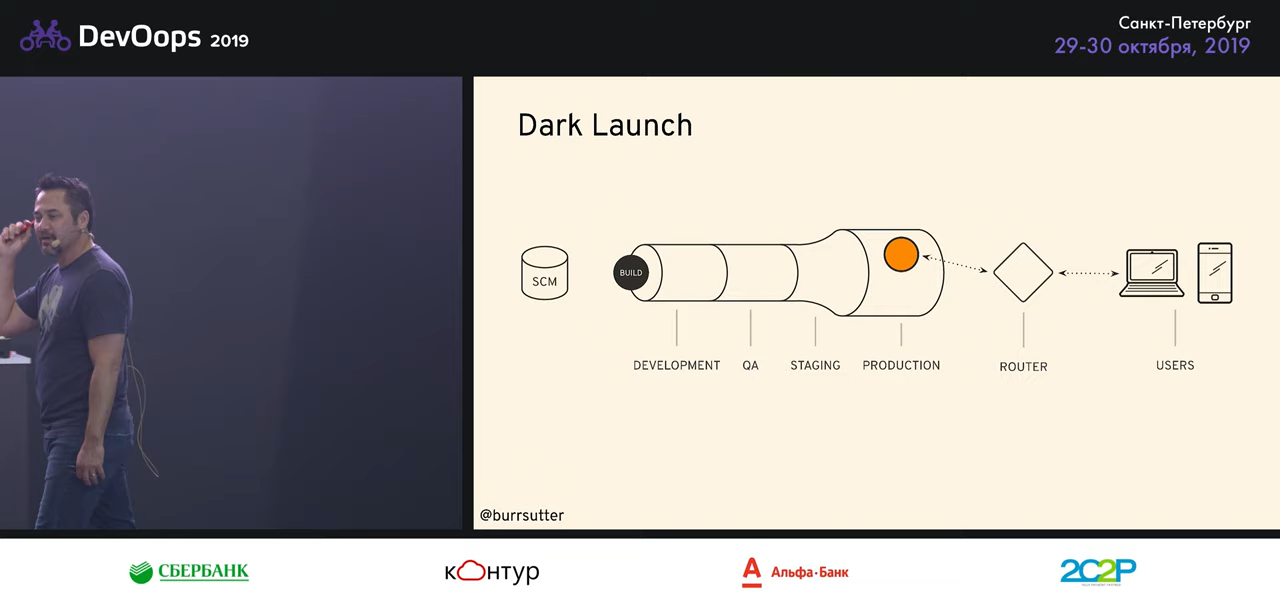 DevOops 2019
Санкт-Петербург
29-30 октября, 2019
Dark Launch
SCM
BUILD
DEVELOPMENT
QA
STAGING
PRODUCTION
ROUTER
USERS
@burrsutter
СБЕРБАНК
кОнтур
Альфа·Банк
2C2P